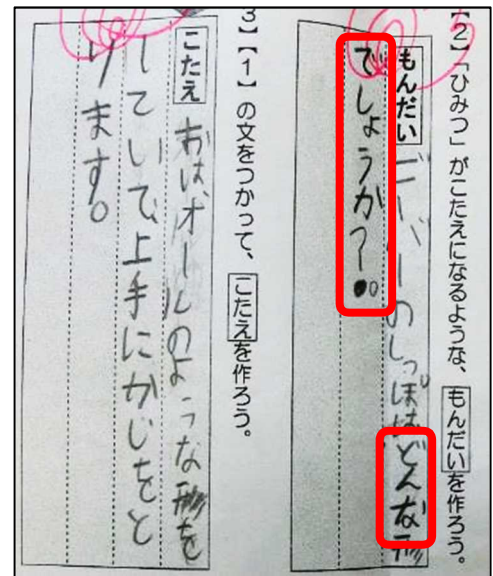 【2】「ひみつ」がこたえになるような、もんだいを作ろう。
もんだい ビーバーのしっぽはどんな形
でしょうか?。
3】【1】の文をつかって、こたえを作ろう。
こたえ おは、オールのような形を
していて、上手にかじをと
ります。